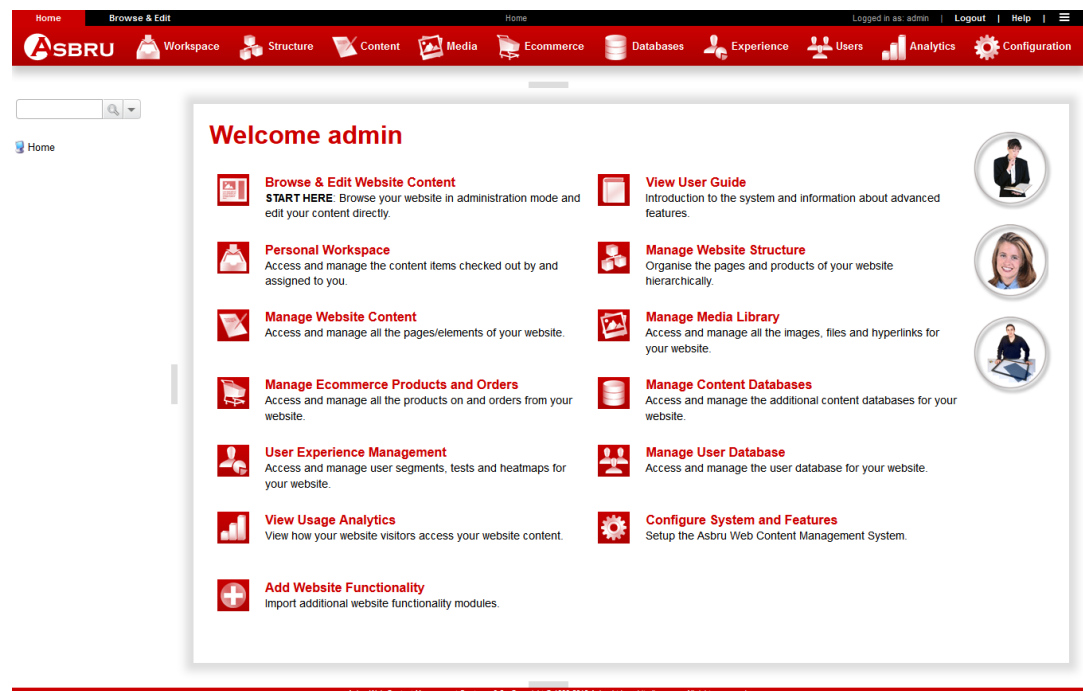 Home Browse & Edit Home Logged in as: admin | Logout | Help |
ASBRU Workspace Structure Content Media Ecommerce Databases Experience Users Analytics Configuration
Home
Welcome admin
Browse & Edit Website Content
START HERE: Browse your website in administration mode and
edit your content directly.
View User Guide
Introduction to the system and information about advanced
features.
Personal Workspace
Access and manage the content items checked out by and
assigned to you.
Manage Website Structure
Organise the pages and products of your website
hierarchically.
Manage Website Content
Access and manage all the pages/elements of your website.
Manage Media Library
Access and manage all the images, files and hyperlinks for
your website.
Manage Ecommerce Products and Orders
Access and manage all the products on and orders from your
website.
Manage Content Databases
Access and manage the additional content databases for your
website.
User Experience Management
Access and manage user segments, tests and heatmaps for
your website.
Manage User Database
Access and manage the user database for your website.
View Usage Analytics
View how your website visitors access your website content.
Configure System and Features
Setup the Asbru Web Content Management System.
Add Website Functionality
Import additional website functionality modules.